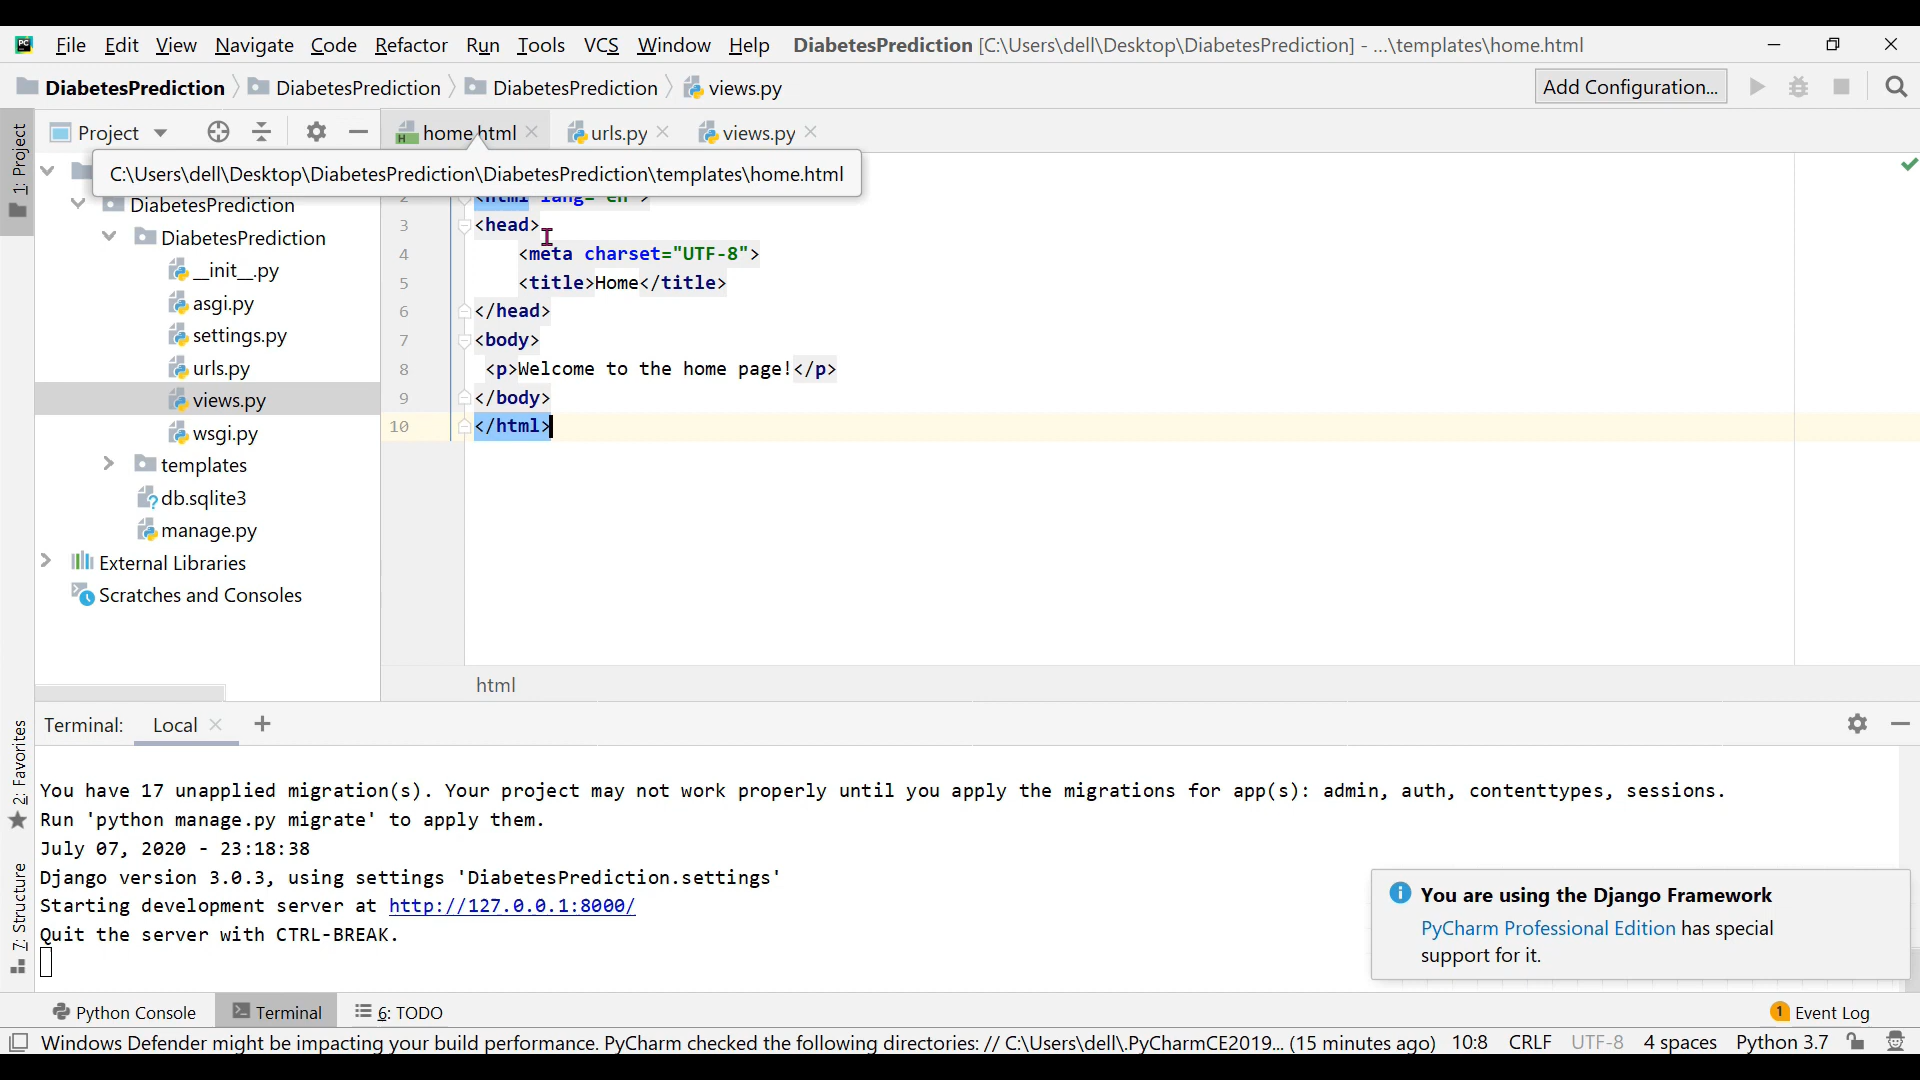 File Edit View Navigate Code Refactor Run Tools VCS Window Help DiabetesPrediction [C:\Users\dell\Desktop\DiabetesPrediction] - ...\templates\home.html
DiabetesPrediction DiabetesPrediction DiabetesPrediction views.py Add Configuration...
1: Project
Project
home.html urls.py views.py
C:\Users\dell\Desktop\DiabetesPrediction\DiabetesPrediction\templates\home.html
DiabetesPrediction
DiabetesPrediction
__init__.py
asgi.py
settings.py
urls.py
views.py
wsgi.py
templates
db.sqlite3
manage.py
External Libraries
Scratches and Consoles
2 <html lang="en">
3 <head>
4 <meta charset="UTF-8">
5 <title>Home</title>
6 </head>
7 <body>
8 <p>Welcome to the home page!</p>
9 </body>
10 </html>
html
2: Favorites
7: Structure
Terminal: Local
You have 17 unapplied migration(s). Your project may not work properly until you apply the migrations for app(s): admin, auth, contenttypes, sessions.
Run 'python manage.py migrate' to apply them.
July 07, 2020 - 23:18:38
Django version 3.0.3, using settings 'DiabetesPrediction.settings'
Starting development server at http://127.0.0.1:8000/
Quit the server with CTRL-BREAK.
You are using the Django Framework
PyCharm Professional Edition has special
support for it.
Python Console Terminal 6: TODO 1 Event Log
Windows Defender might be impacting your build performance. PyCharm checked the following directories: // C:\Users\dell\.PyCharmCE2019... (15 minutes ago) 10:8 CRLF UTF-8 4 spaces Python 3.7